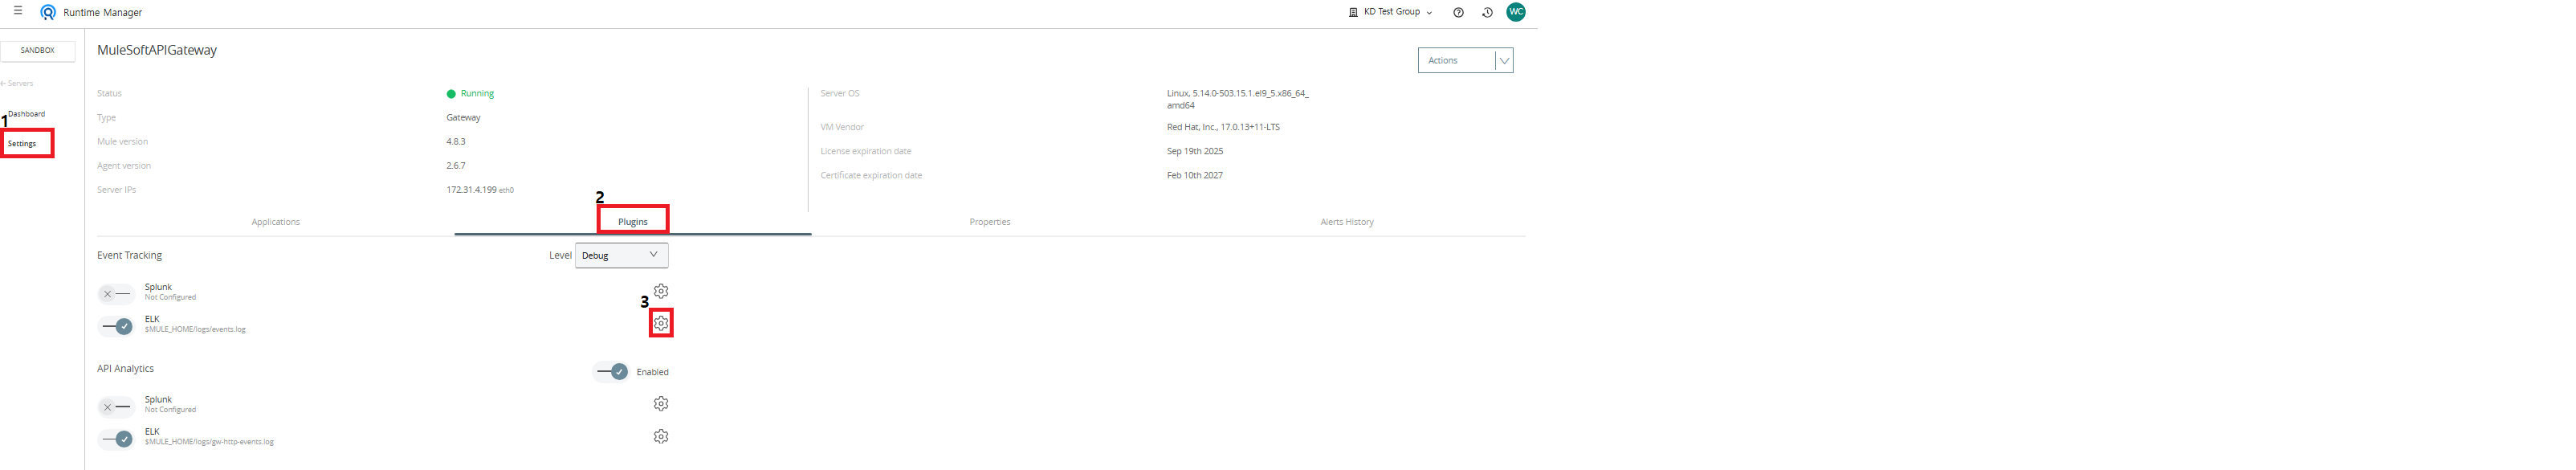 Runtime Manager
KD Test Group
WC
SANDBOX
MuleSoftAPIGateway
Actions
← Servers
Status
Running
Server OS
Linux, 5.14.0-503.15.1.el9_5.x86_64_
amd64
1
Dashboard
Type
Gateway
VM Vendor
Red Hat, Inc., 17.0.13+11-LTS
Settings
Mule version
4.8.3
License expiration date
Sep 19th 2025
Agent version
2.6.7
Certificate expiration date
Feb 10th 2027
Server IPs
172.31.4.199 eth0
2
Applications
Plugins
Properties
Alerts History
Event Tracking
Level
Debug
Splunk
Not Configured
3
ELK
$MULE_HOME/logs/events.log
API Analytics
Enabled
Splunk
Not Configured
ELK
$MULE_HOME/logs/gw-http-events.log